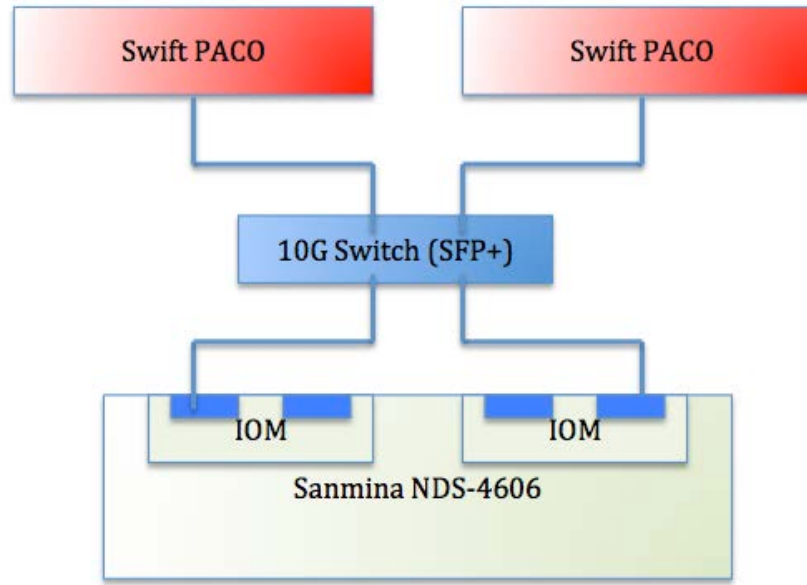 Swift PACO
Swift PACO
10G Switch (SFP+)
IOM
IOM
Sanmina NDS-4606